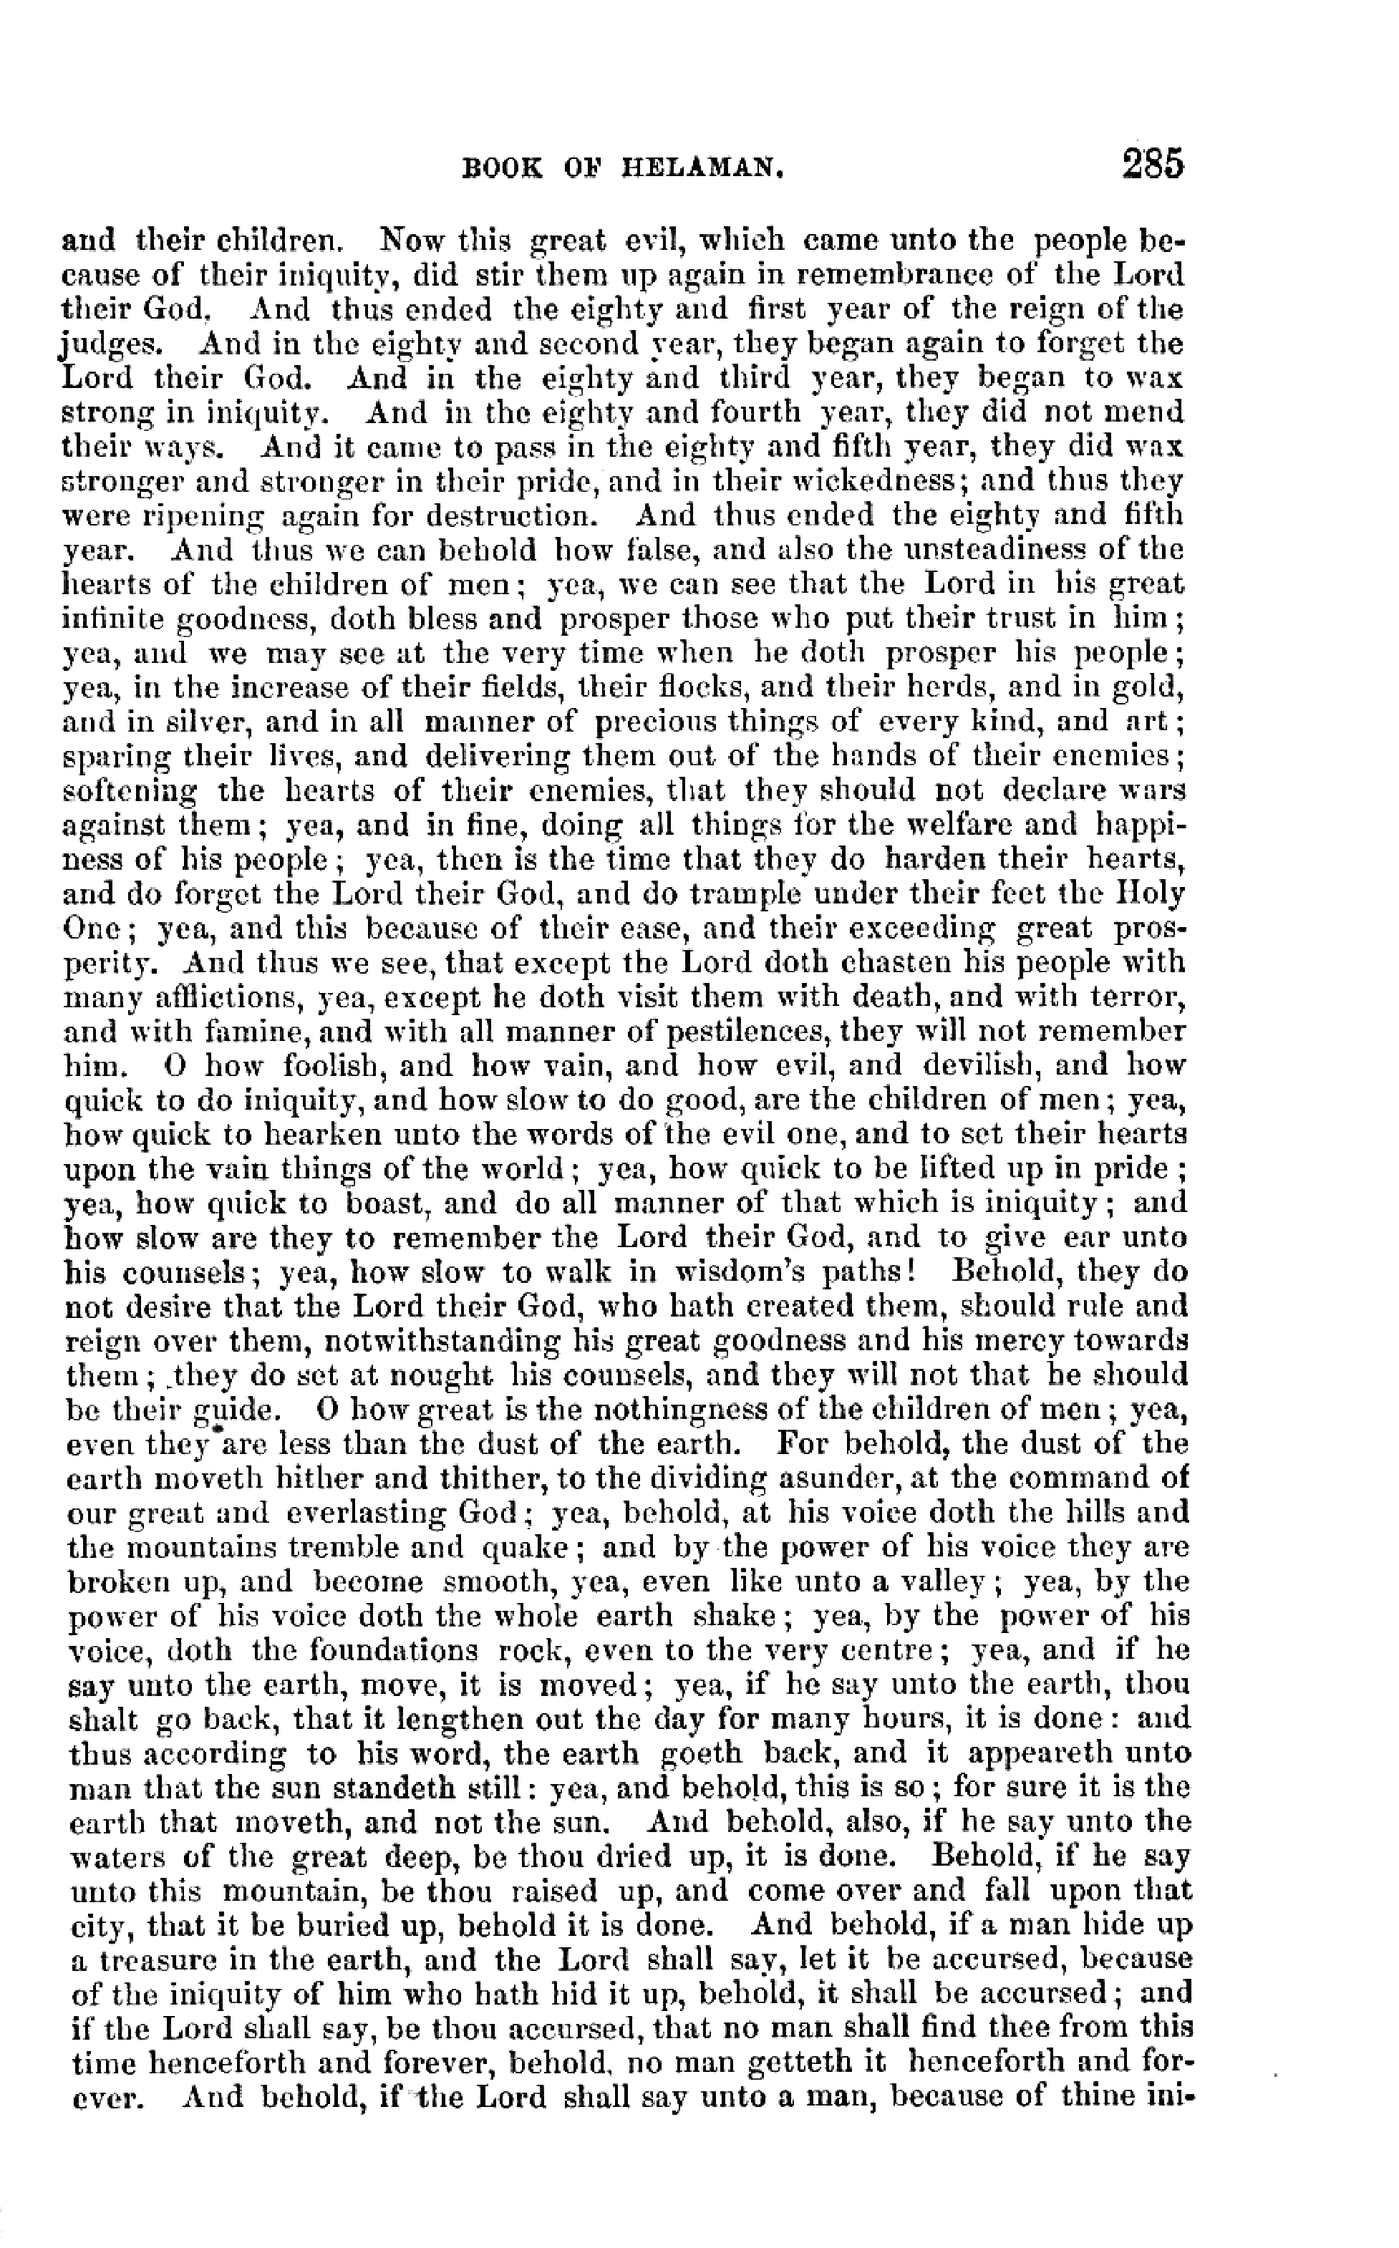 BOOK OF HELAMAN. 285
and their children. Now this great evil, which came unto the people be-
cause of their iniquity, did stir them up again in remembrance of the Lord
their God. And thus ended the eighty and first year of the reign of the
judges. And in the eighty and second year, they began again to forget the
Lord their God. And in the eighty and third year, they began to wax
strong in iniquity. And in the eighty and fourth year, they did not mend
their ways. And it came to pass in the eighty and fifth year, they did wax
stronger and stronger in their pride, and in their wickedness; and thus they
were ripening again for destruction. And thus ended the eighty and fifth
year. And thus we can behold how false, and also the unsteadiness of the
hearts of the children of men; yea, we can see that the Lord in his great
infinite goodness, doth bless and prosper those who put their trust in him;
yea, and we may see at the very time when he doth prosper his people;
yea, in the increase of their fields, their flocks, and their herds, and in gold,
and in silver, and in all manner of precious things of every kind, and art;
sparing their lives, and delivering them out of the hands of their enemies;
softening the hearts of their enemies, that they should not declare wars
against them; yea, and in fine, doing all things for the welfare and happi-
ness of his people; yea, then is the time that they do harden their hearts,
and do forget the Lord their God, and do trample under their feet the Holy
One; yea, and this because of their ease, and their exceeding great pros-
perity. And thus we see, that except the Lord doth chasten his people with
many afflictions, yea, except he doth visit them with death, and with terror,
and with famine, and with all manner of pestilences, they will not remember
him. O how foolish, and how vain, and how evil, and devilish, and how
quick to do iniquity, and how slow to do good, are the children of men; yea,
how quick to hearken unto the words of the evil one, and to set their hearts
upon the vain things of the world; yea, how quick to be lifted up in pride;
yea, how quick to boast, and do all manner of that which is iniquity; and
how slow are they to remember the Lord their God, and to give ear unto
his counsels; yea, how slow to walk in wisdom's paths! Behold, they do
not desire that the Lord their God, who hath created them, should rule and
reign over them, notwithstanding his great goodness and his mercy towards
them; they do set at nought his counsels, and they will not that he should
be their guide. O how great is the nothingness of the children of men; yea,
even they are less than the dust of the earth. For behold, the dust of the
earth moveth hither and thither, to the dividing asunder, at the command of
our great and everlasting God; yea, behold, at his voice doth the hills and
the mountains tremble and quake; and by the power of his voice they are
broken up, and become smooth, yea, even like unto a valley; yea, by the
power of his voice doth the whole earth shake; yea, by the power of his
voice, doth the foundations rock, even to the very centre; yea, and if he
say unto the earth, move, it is moved; yea, if he say unto the earth, thou
shalt go back, that it lengthen out the day for many hours, it is done: and
thus according to his word, the earth goeth back, and it appeareth unto
man that the sun standeth still: yea, and behold, this is so; for sure it is the
earth that moveth, and not the sun. And behold, also, if he say unto the
waters of the great deep, be thou dried up, it is done. Behold, if he say
unto this mountain, be thou raised up, and come over and fall upon that
city, that it be buried up, behold it is done. And behold, if a man hide up
a treasure in the earth, and the Lord shall say, let it be accursed, because
of the iniquity of him who hath hid it up, behold, it shall be accursed; and
if the Lord shall say, be thou accursed, that no man shall find thee from this
time henceforth and forever, behold, no man getteth it henceforth and for-
ever. And behold, if the Lord shall say unto a man, because of thine ini-